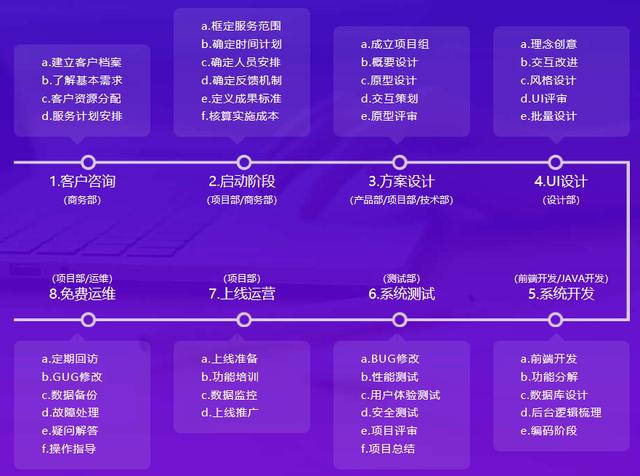 a.建立客户档案
b.了解基本需求
c.客户资源分配
d.服务计划安排
1.客户咨询
(商务部)
a.框定服务范围
b.确定时间计划
c.确定人员安排
d.确定反馈机制
e.定义成果标准
f.核算实施成本
2.启动阶段
(项目部/商务部)
a.成立项目组
b.概要设计
c.原型设计
d.交互策划
e.原型评审
3.方案设计
(产品部/项目部/技术部)
a.理念创意
b.交互改进
c.风格设计
d.UI评审
e.批量设计
4.UI设计
(设计部)
(前端开发/JAVA开发)
5.系统开发
a.前端开发
b.功能分解
c.数据库设计
d.后台逻辑梳理
e.编码阶段
(测试部)
6.系统测试
a.BUG修改
b.性能测试
c.用户体验测试
d.安全测试
e.项目评审
f.项目总结
(项目部)
7.上线运营
a.上线准备
b.功能培训
c.数据监控
d.上线推广
(项目部/运维)
8.免费运维
a.定期回访
b.GUG修改
c.数据备份
d.故障处理
e.疑问解答
f.操作指导